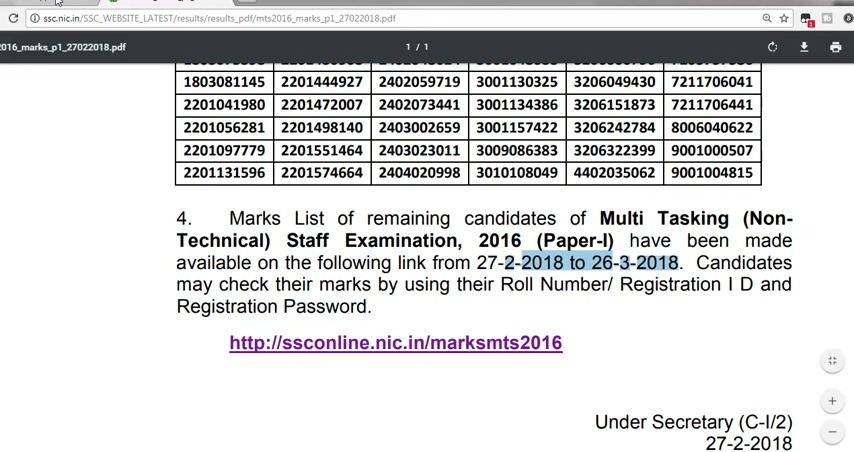 ssc.nic.in/SSC_WEBSITE_LATEST/results/results_pdf/mts2016_marks_p1_27022018.pdf
2016_marks_p1_27022018.pdf 1 / 1
1803081145 2201444927 2402059719 3001130325 3206049430 7211706041
2201041980 2201472007 2402073441 3001134386 3206151873 7211706441
2201056281 2201498140 2403002659 3001157422 3206242784 8006040622
2201097779 2201551464 2403023011 3009086383 3206322399 9001000507
2201131596 2201574664 2404020998 3010108049 4402035062 9001004815
4. Marks List of remaining candidates of Multi Tasking (Non-
Technical) Staff Examination, 2016 (Paper-I) have been made
available on the following link from 27-2-2018 to 26-3-2018. Candidates
may check their marks by using their Roll Number/ Registration I D and
Registration Password.
http://ssconline.nic.in/marksmts2016
Under Secretary (C-I/2)
27-2-2018